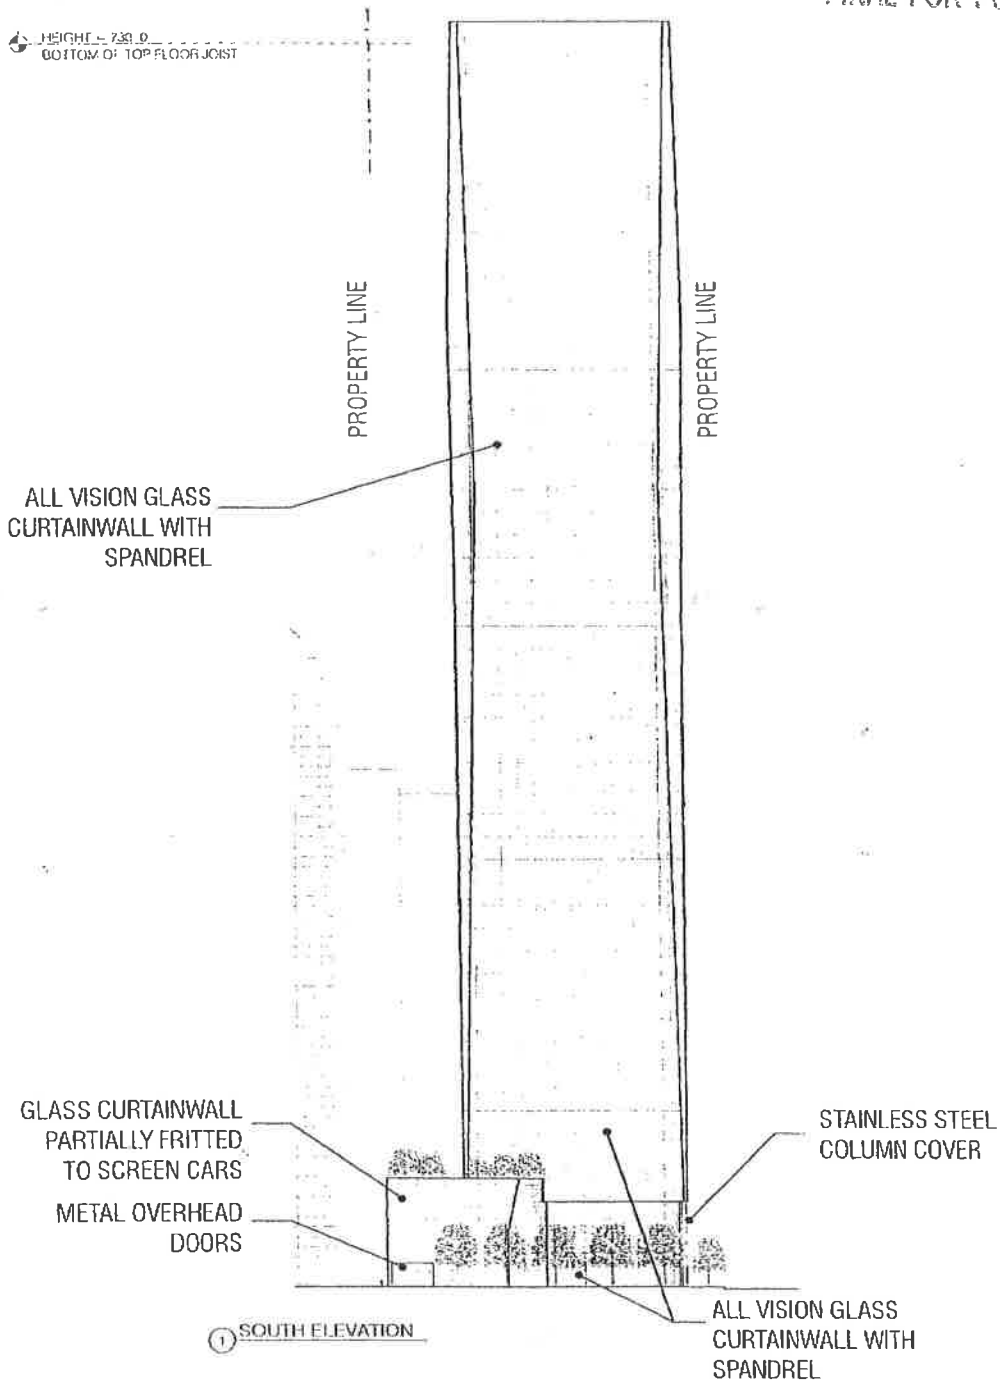 BOTTOM OF TOP FLOOR JOIST
PROPERTY LINE
PROPERTY LINE
ALL VISION GLASS
CURTAINWALL WITH
SPANDREL
GLASS CURTAINWALL
PARTIALLY FRITTED
TO SCREEN CARS
METAL OVERHEAD
DOORS
STAINLESS STEEL
COLUMN COVER
ALL VISION GLASS
CURTAINWALL WITH
SPANDREL
1 SOUTH ELEVATION